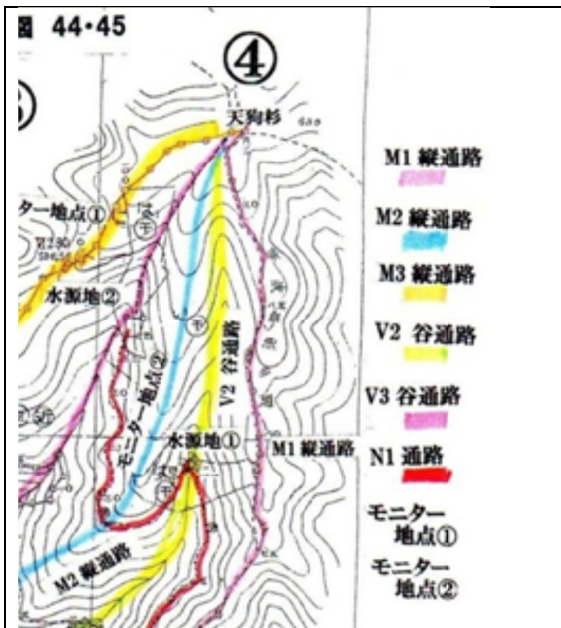 図 44・45
④
天狗杉
ター地点①
水源地②
モニター地点②
V2 谷通路
水源地①
M1縦通路
M2 縦通路
M1 縦通路
M2 縦通路
M3 縦通路
V2 谷通路
V3 谷通路
N1 通路
モニター
地点①
モニター
地点②